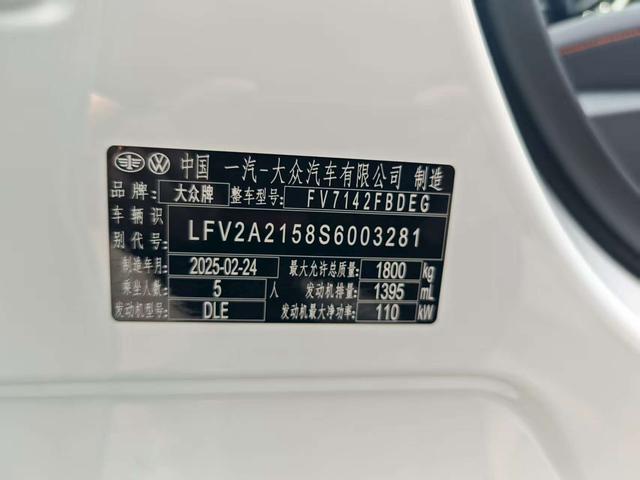 中国 一汽-大众汽车有限公司 制造
品牌: 大众牌 整车型号: FV7142FBDEG
车辆识别代号: LFV2A2158S6003281
制造年月: 2025-02-24 最大允许总质量: 1800 kg
乘坐人数: 5 人 发动机排量: 1395 mL
发动机型号: DLE 发动机最大净功率: 110 kW